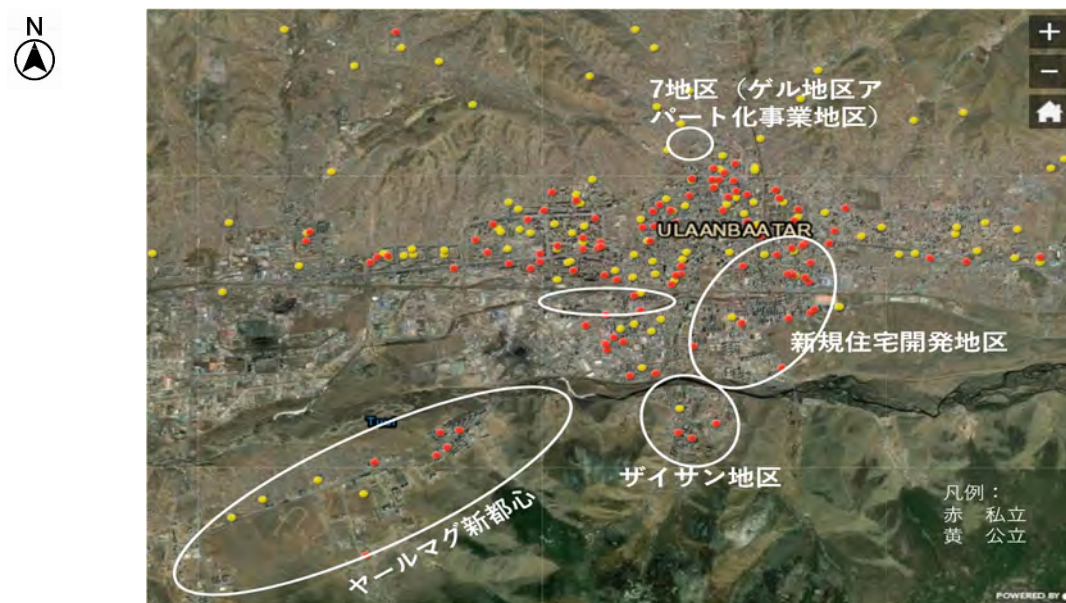 N
+
−
7地区（ゲル地区ア
パート化事業地区）
ULAANBAATAR
新規住宅開発地区
ザイサン地区
ヤールマグ新都心
凡例：
赤　私立
黄　公立
POWERED BY